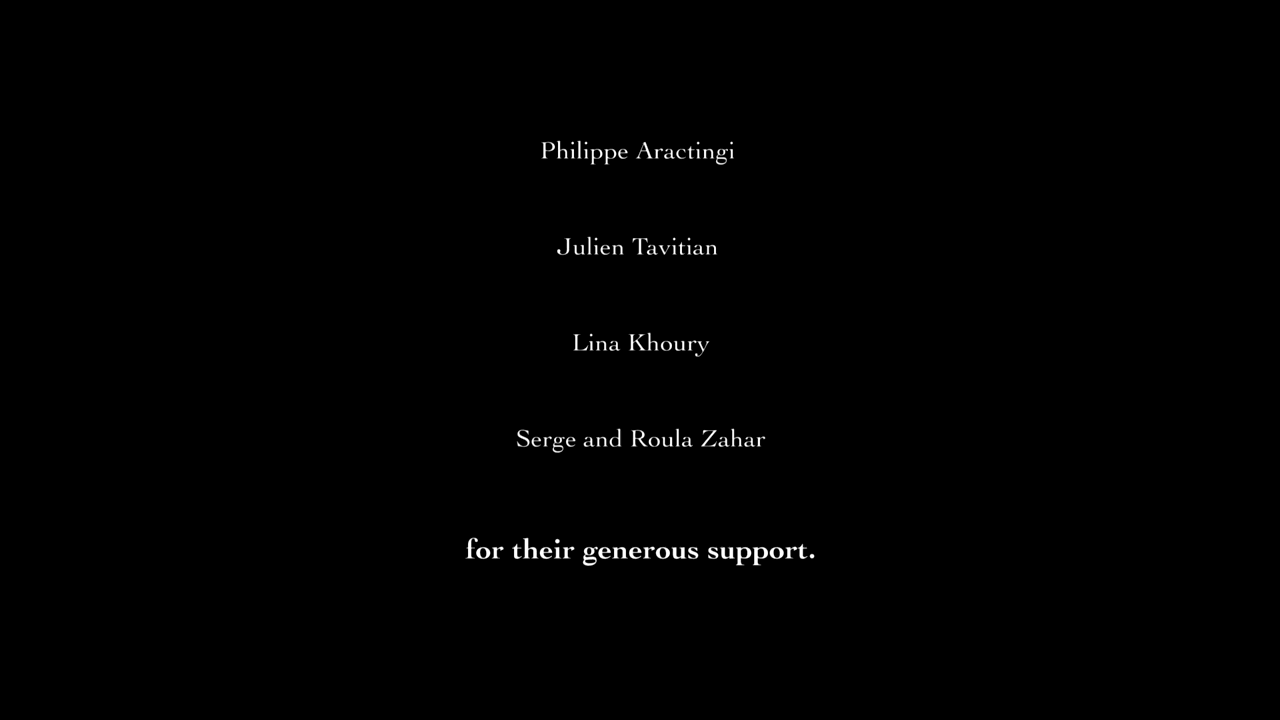 Philippe Aractingi
Julien Tavitian
Lina Khoury
Serge and Roula Zahar
for their generous support.